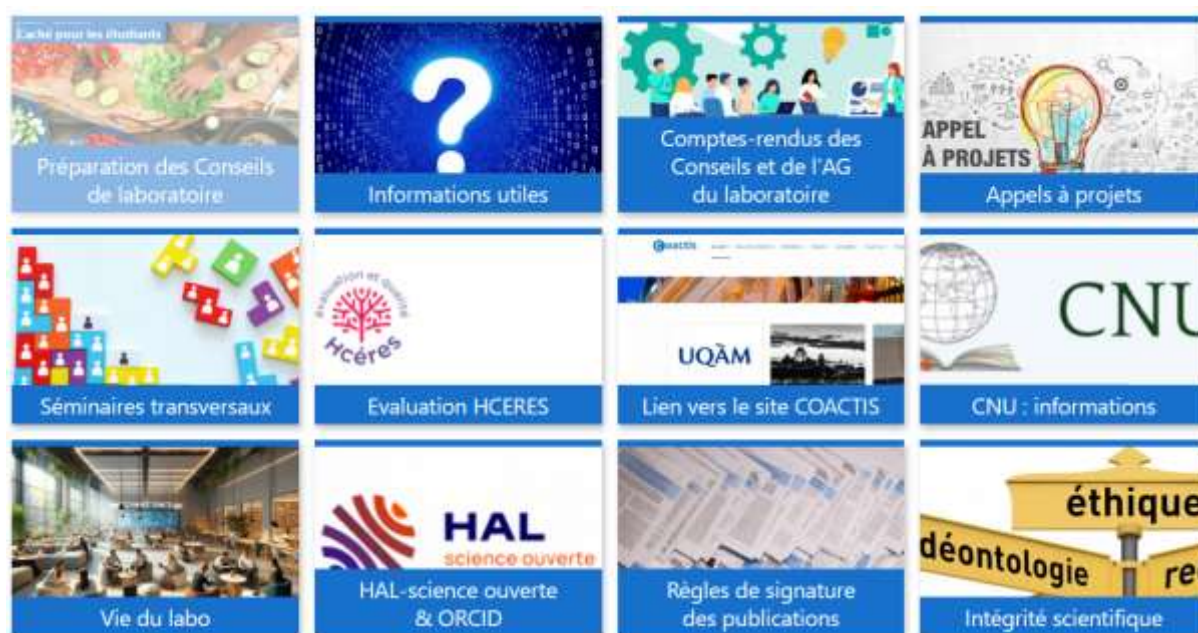 Caché pour les étudiants
Préparation des Conseils
de laboratoire
Informations utiles
Comptes-rendus des
Conseils et de l'AG
du laboratoire
APPEL
À PROJETS
Appels à projets
Séminaires transversaux
évaluation et qualité
Hcéres
Evaluation HCERES
coactis
UQÀM
Lien vers le site COACTIS
CNU
CNU : informations
Vie du labo
HAL
science ouverte
HAL-science ouverte
& ORCID
Règles de signature
des publications
éthique
déontologie
re
Intégrité scientifique